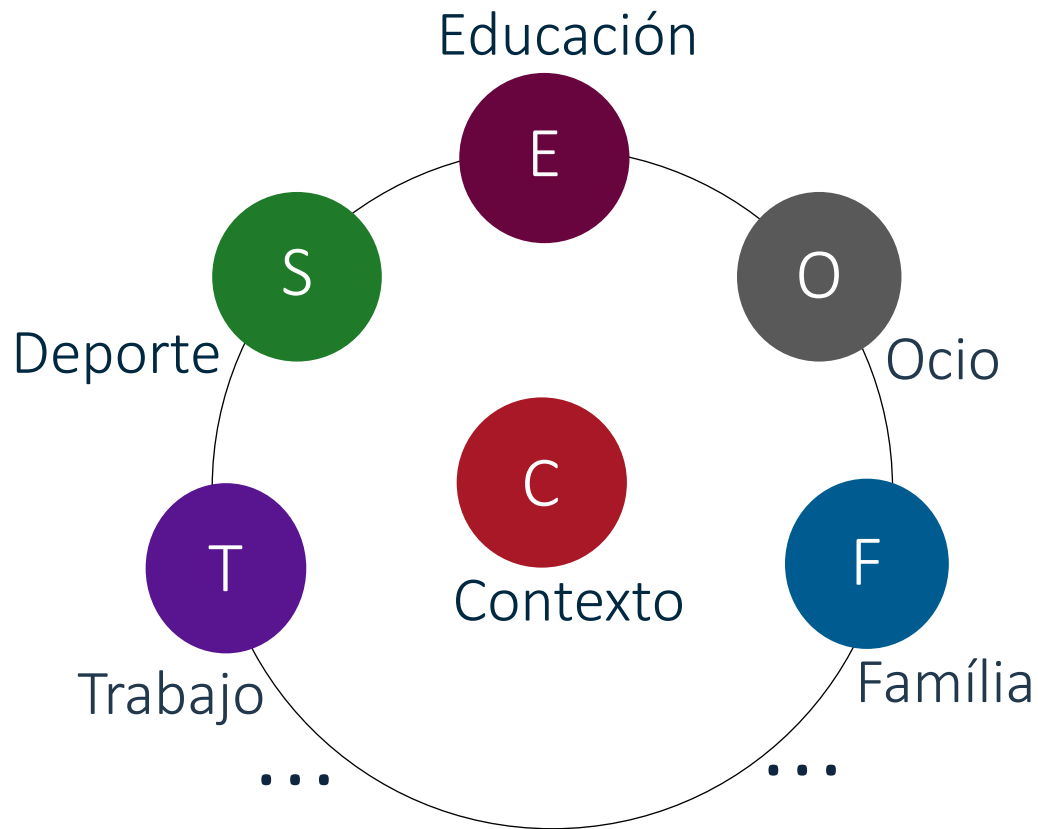 Educación
E
S
O
Deporte
Ocio
C
T
F
Contexto
Trabajo
Família
...
...